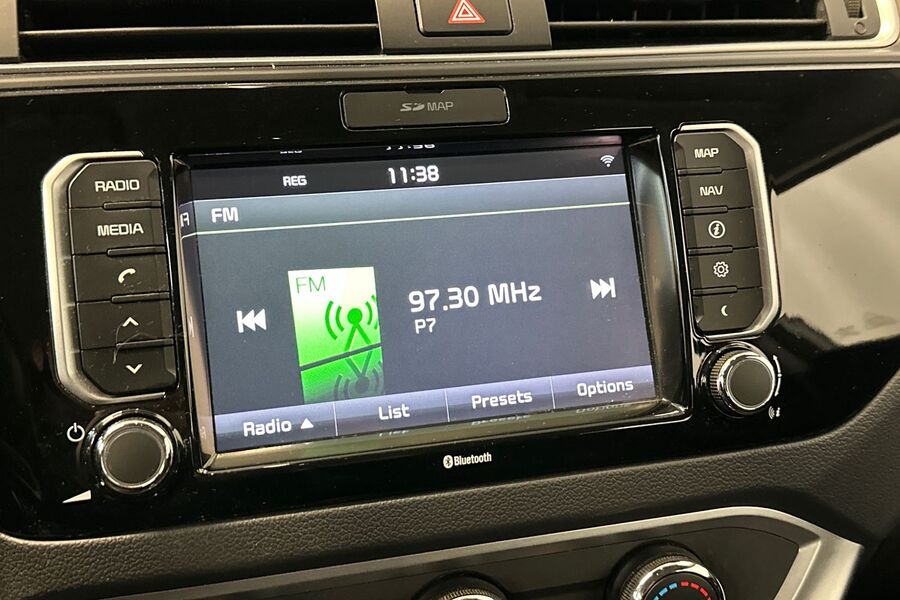 SD MAP
REG 11:38
FM
RADIO
MEDIA
MAP
NAV
FM
97.30 MHz
P7
Radio List Presets Options
Bluetooth